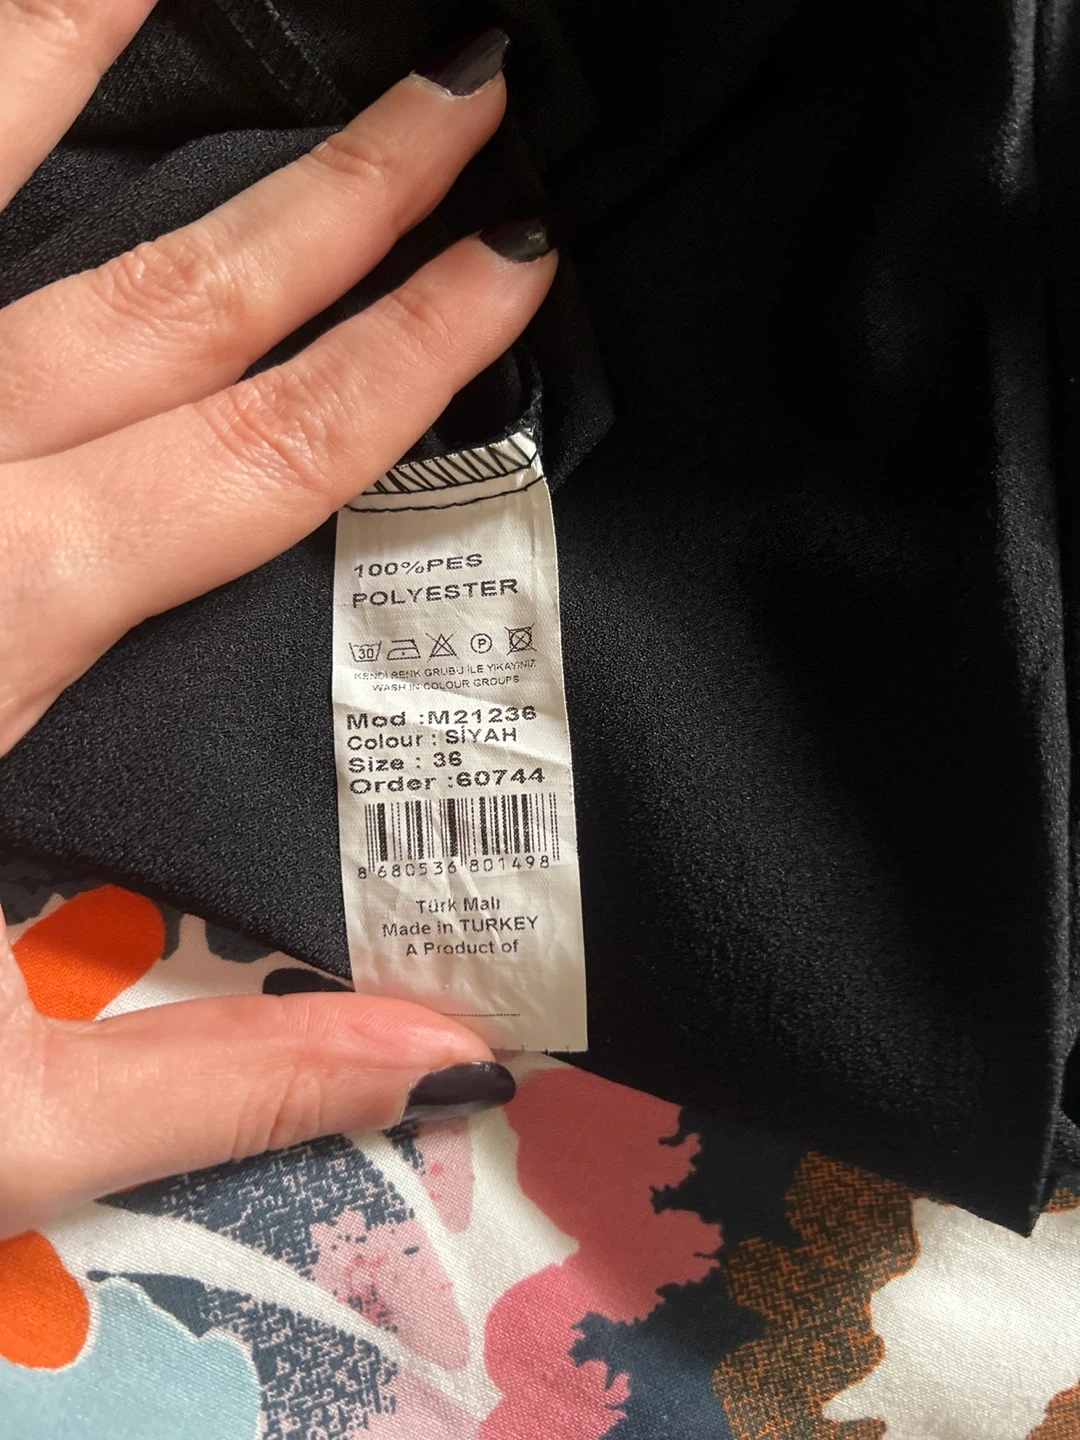 100%PES
POLYESTER
30 P
KENDİ RENK GRUBU İLE YIKAYINIZ
WASH IN COLOUR GROUPS
Mod :M21236
Colour : SİYAH
Size : 36
Order :60744
8 680536 801498
Türk Malı
Made in TURKEY
A Product of